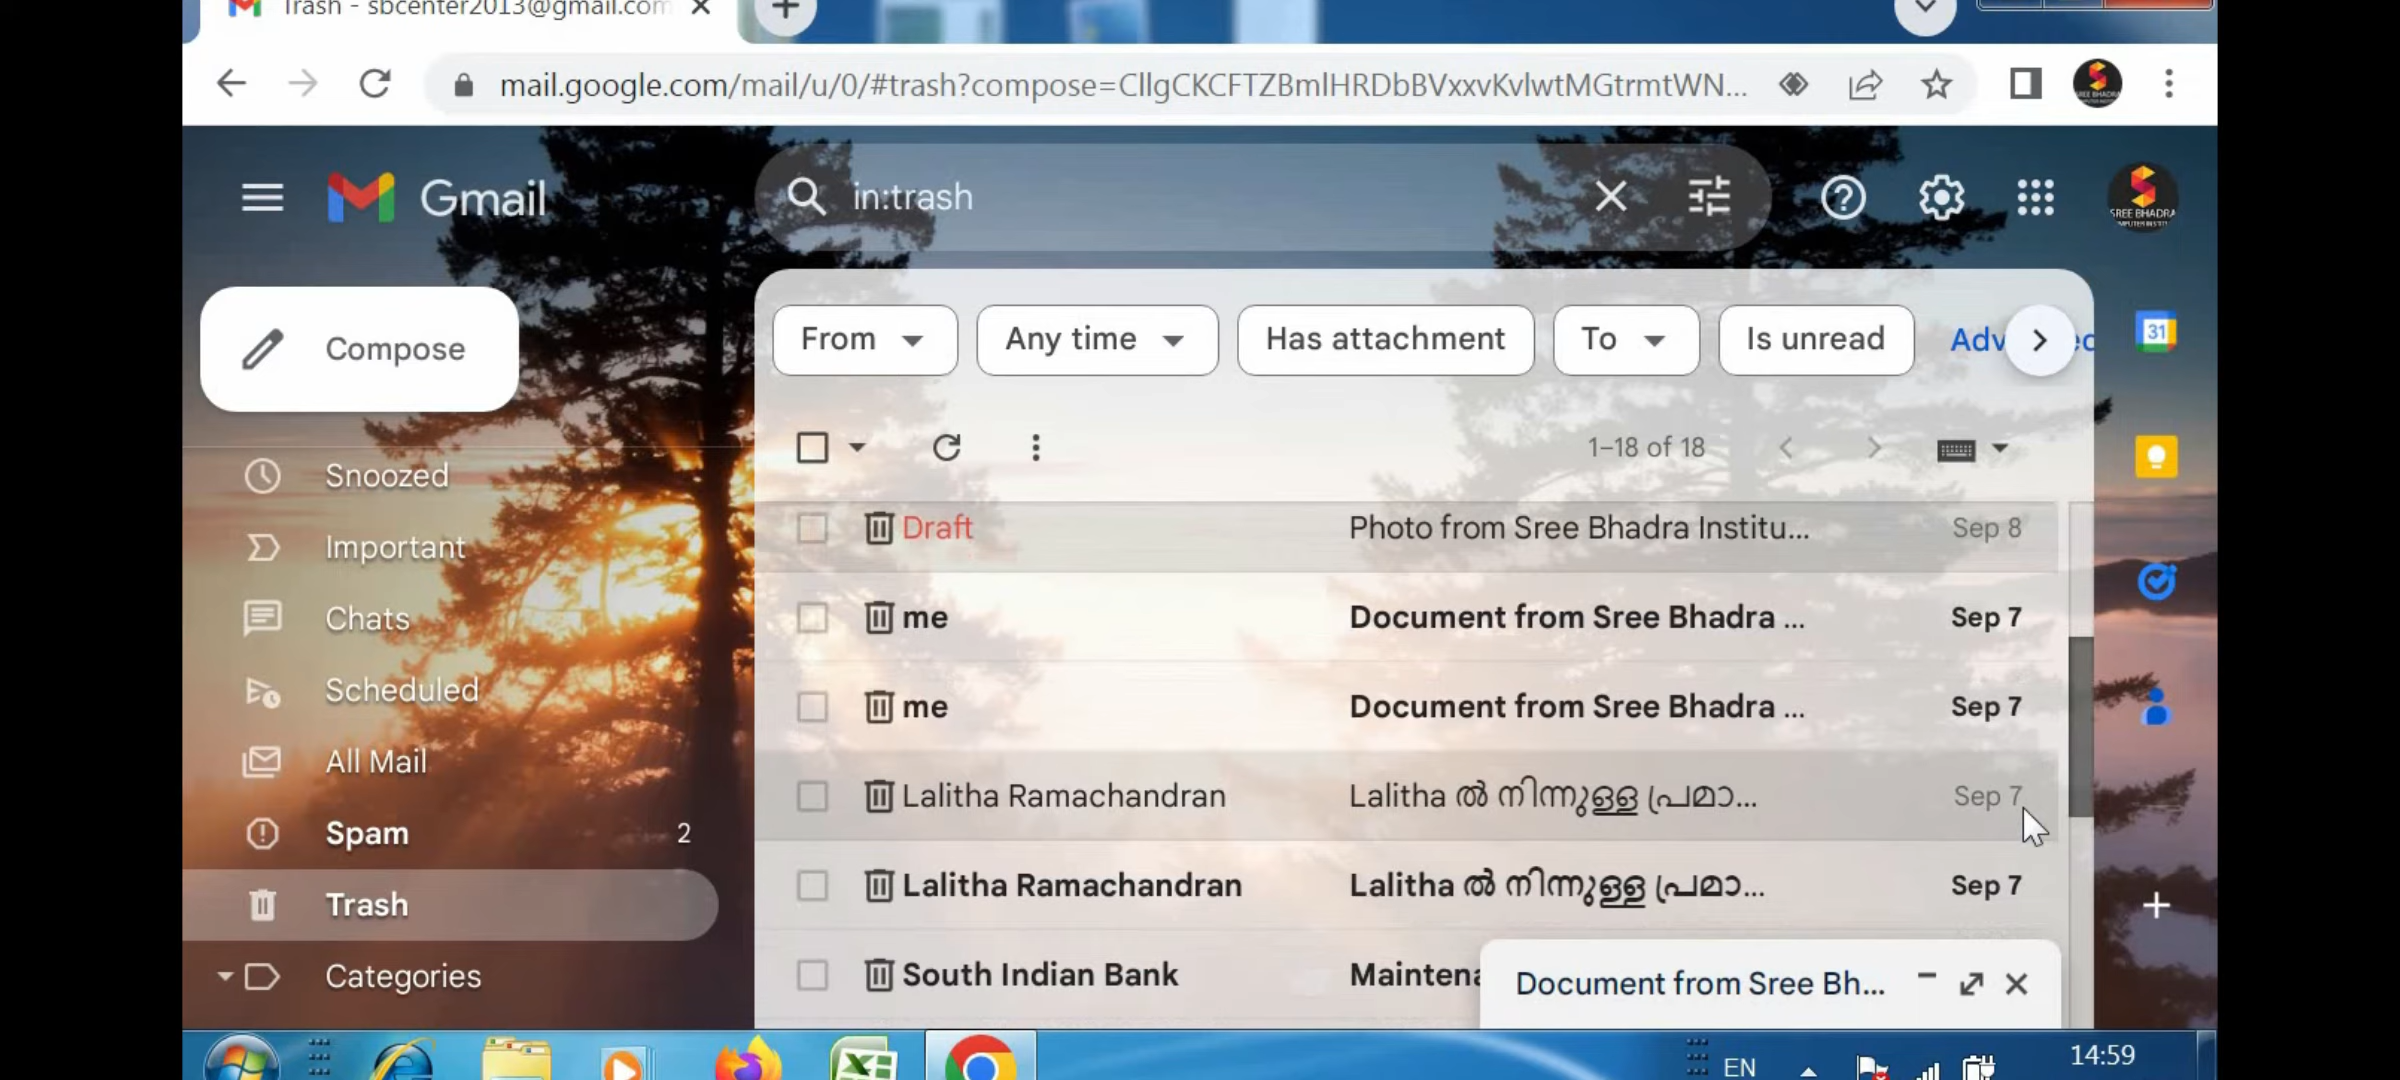 Trash - sbcenter2013@gmail.com
mail.google.com/mail/u/0/#trash?compose=CllgCKCFTZBmlHRDbBVxxvKvlwtMGtrmtWN...
Gmail
in:trash
SREE BHADRA
Compose
From
Any time
Has attachment
To
Is unread
31
1–18 of 18
Snoozed
Important
Chats
Scheduled
All Mail
Spam 2
Trash
Categories
Draft Photo from Sree Bhadra Institu... Sep 8
me Document from Sree Bhadra ... Sep 7
me Document from Sree Bhadra ... Sep 7
Lalitha Ramachandran Lalitha ൽ നിന്നുള്ള പ്രമാ... Sep 7
Lalitha Ramachandran Lalitha ൽ നിന്നുള്ള പ്രമാ... Sep 7
South Indian Bank
Document from Sree Bh...
EN
14:59